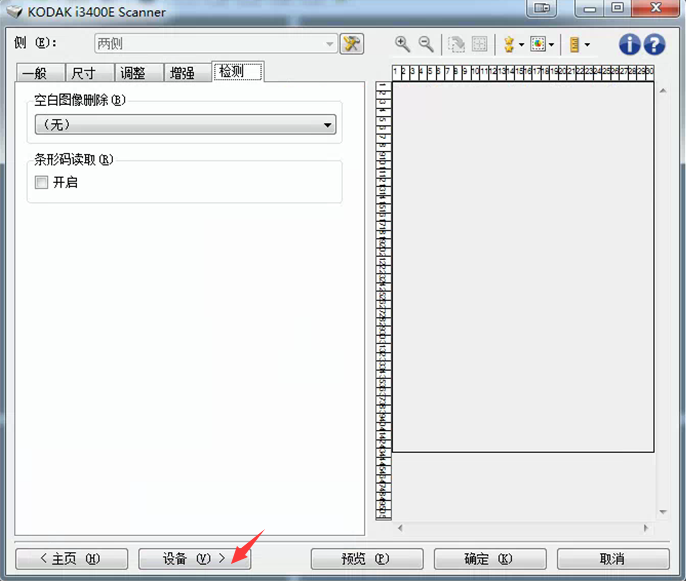 KODAK i3400E Scanner
侧 (E):
两侧
一般 尺寸 调整 增强 检测
空白图像删除(B)
(无)
条形码读取(R)
开启
1 2 3 4 5 6 7 8 9 10 11 12 13 14 15 16 17 18 19 20 21 22 23 24 25 26 27 28 29 30
< 主页 (H) 设备 (V) > 预览 (P) 确定 (K) 取消